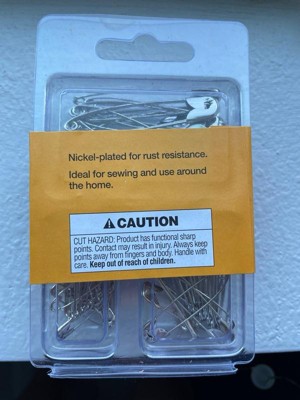 Nickel-plated for rust resistance.
Ideal for sewing and use around
the home.
CAUTION
CUT HAZARD: Product has functional sharp
points. Contact may result in injury. Always keep
points away from fingers and body. Handle with
care. Keep out of reach of children.